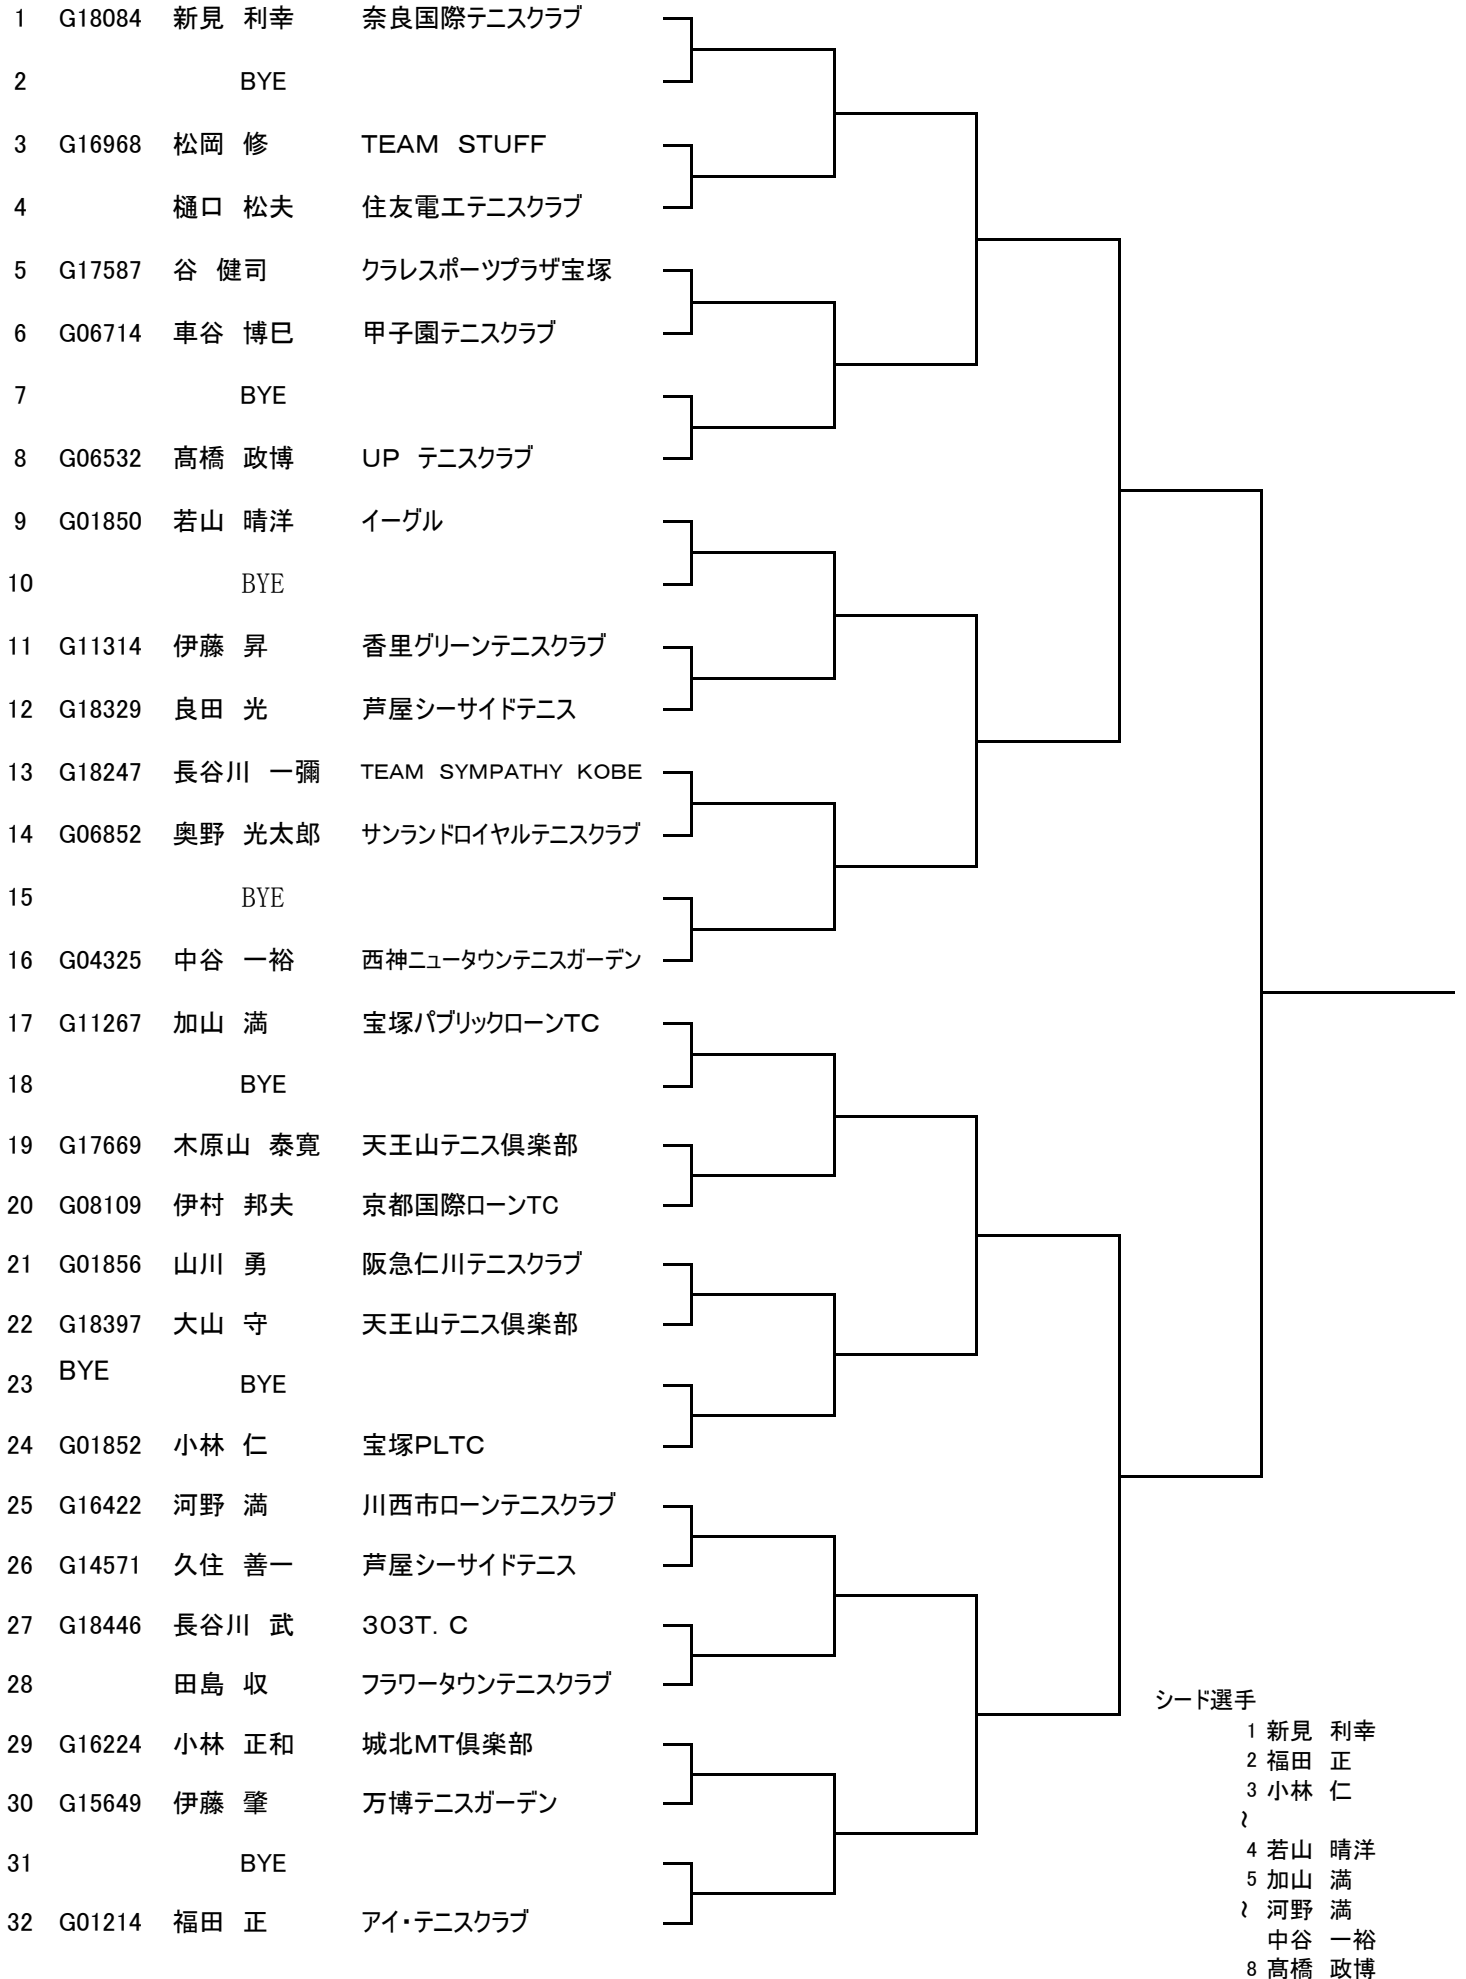 1 G18084 新見 利幸 奈良国際テニスクラブ
2 BYE
3 G16968 松岡 修 TEAM STUFF
4 樋口 松夫 住友電工テニスクラブ
5 G17587 谷 健司 クラレスポーツプラザ宝塚
6 G06714 車谷 博巳 甲子園テニスクラブ
7 BYE
8 G06532 髙橋 政博 UP テニスクラブ
9 G01850 若山 晴洋 イーグル
10 BYE
11 G11314 伊藤 昇 香里グリーンテニスクラブ
12 G18329 良田 光 芦屋シーサイドテニス
13 G18247 長谷川 一彌 TEAM SYMPATHY KOBE
14 G06852 奥野 光太郎 サンランドロイヤルテニスクラブ
15 BYE
16 G04325 中谷 一裕 西神ニュータウンテニスガーデン
17 G11267 加山 満 宝塚パブリックローンTC
18 BYE
19 G17669 木原山 泰寛 天王山テニス倶楽部
20 G08109 伊村 邦夫 京都国際ローンTC
21 G01856 山川 勇 阪急仁川テニスクラブ
22 G18397 大山 守 天王山テニス倶楽部
23 BYE BYE
24 G01852 小林 仁 宝塚PLTC
25 G16422 河野 満 川西市ローンテニスクラブ
26 G14571 久住 善一 芦屋シーサイドテニス
27 G18446 長谷川 武 303T．C
28 田島 収 フラワータウンテニスクラブ
29 G16224 小林 正和 城北MT倶楽部
30 G15649 伊藤 肇 万博テニスガーデン
31 BYE
32 G01214 福田 正 アイ・テニスクラブ
シード選手
1 新見 利幸
2 福田 正
3 小林 仁
～
4 若山 晴洋
5 加山 満
～ 河野 満
中谷 一裕
8 髙橋 政博